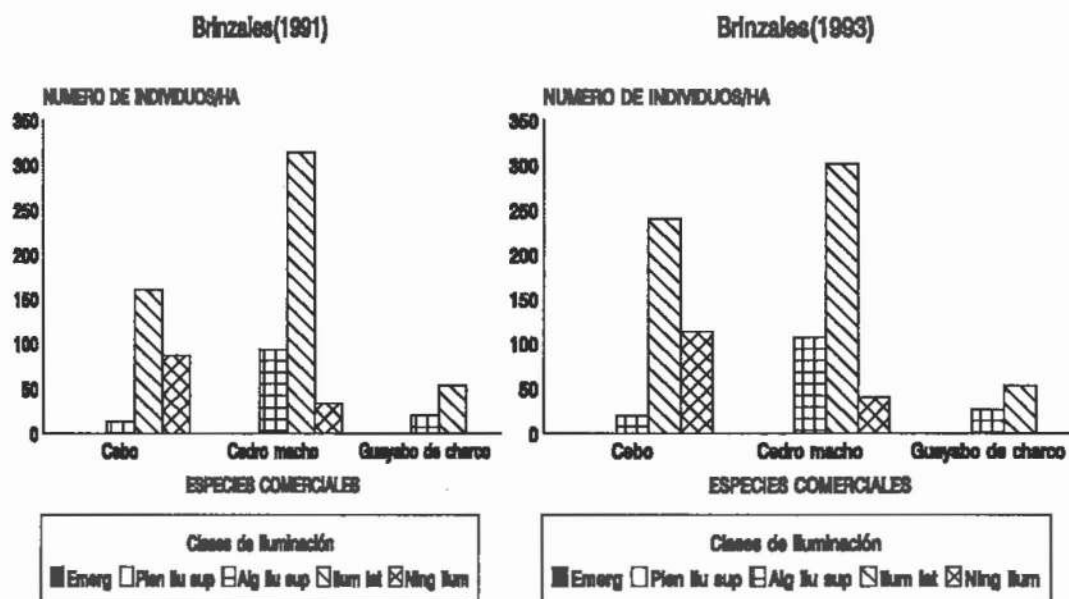 Brinzales(1991)
NUMERO DE INDIVIDUOS/HA
350
300
250
200
150
100
50
0
Cebo
Cedro macho
Guayabo de charco
ESPECIES COMERCIALES
Clases de iluminación
Emerg Plen ilu sup Alg ilu sup Ilum lat Ning ilum
Brinzales(1993)
NUMERO DE INDIVIDUOS/HA
350
300
250
200
150
100
50
0
Cebo
Cedro macho
Guayabo de charco
ESPECIES COMERCIALES
Clases de iluminación
Emerg Plen ilu sup Alg ilu sup Ilum lat Ning ilum